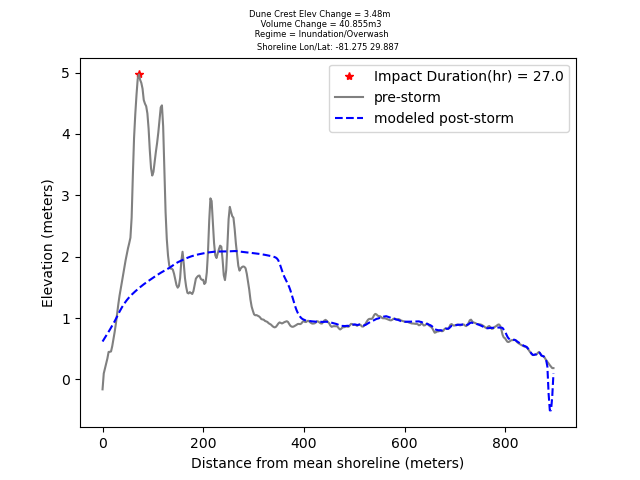 Dune Crest Elev Change = 3.48m
Volume Change = 40.855m3
Regime = Inundation/Overwash
Shoreline Lon/Lat: -81.275 29.887
Impact Duration(hr) = 27.0
pre-storm
modeled post-storm
Elevation (meters)
5
4
3
2
1
0
0 200 400 600 800
Distance from mean shoreline (meters)